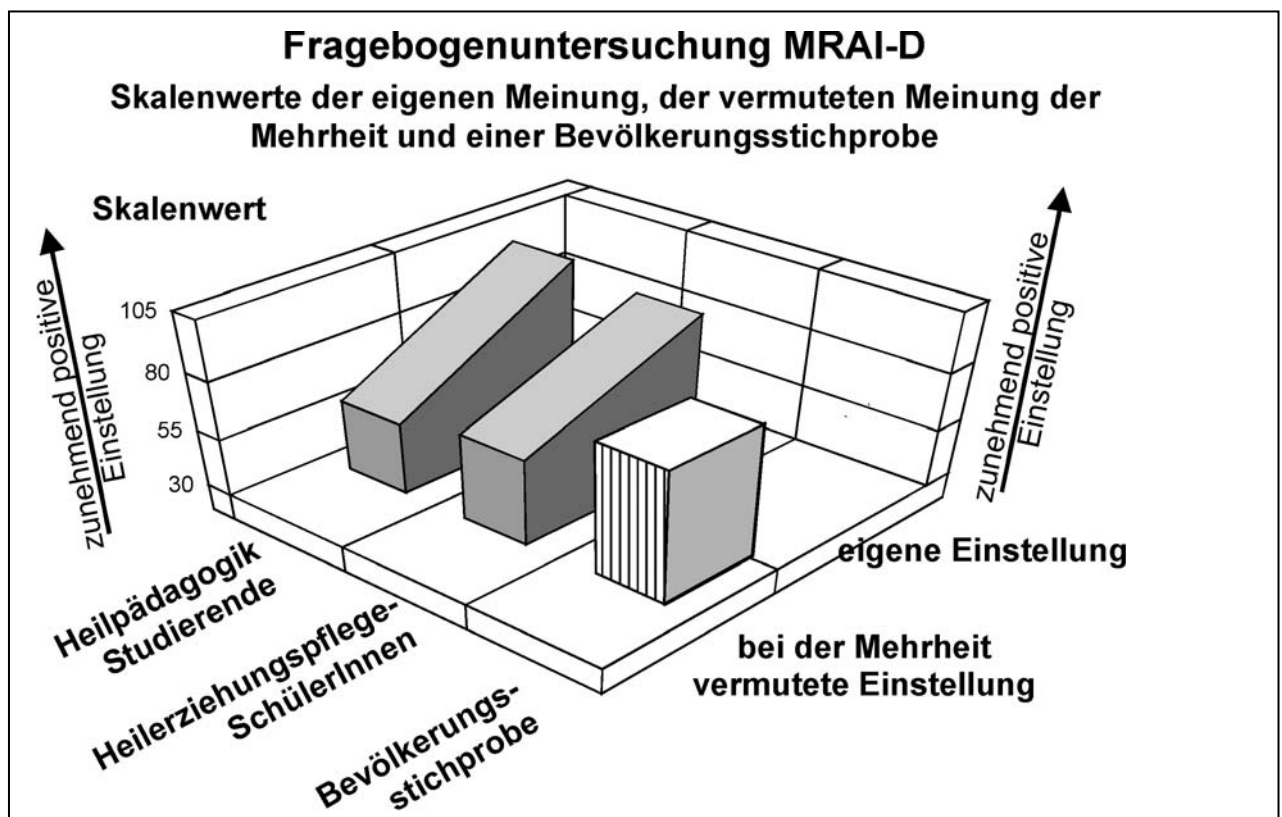 Fragebogenuntersuchung MRAI-D
Skalenwerte der eigenen Meinung, der vermuteten Meinung der
Mehrheit und einer Bevölkerungsstichprobe
Skalenwert
zunehmend positive
Einstellung
105
80
55
30
zunehmend positive
Einstellung
Heilpädagogik
Studierende
Heilerziehungspflege-
SchülerInnen
Bevölkerungs-
stichprobe
eigene Einstellung
bei der Mehrheit
vermutete Einstellung